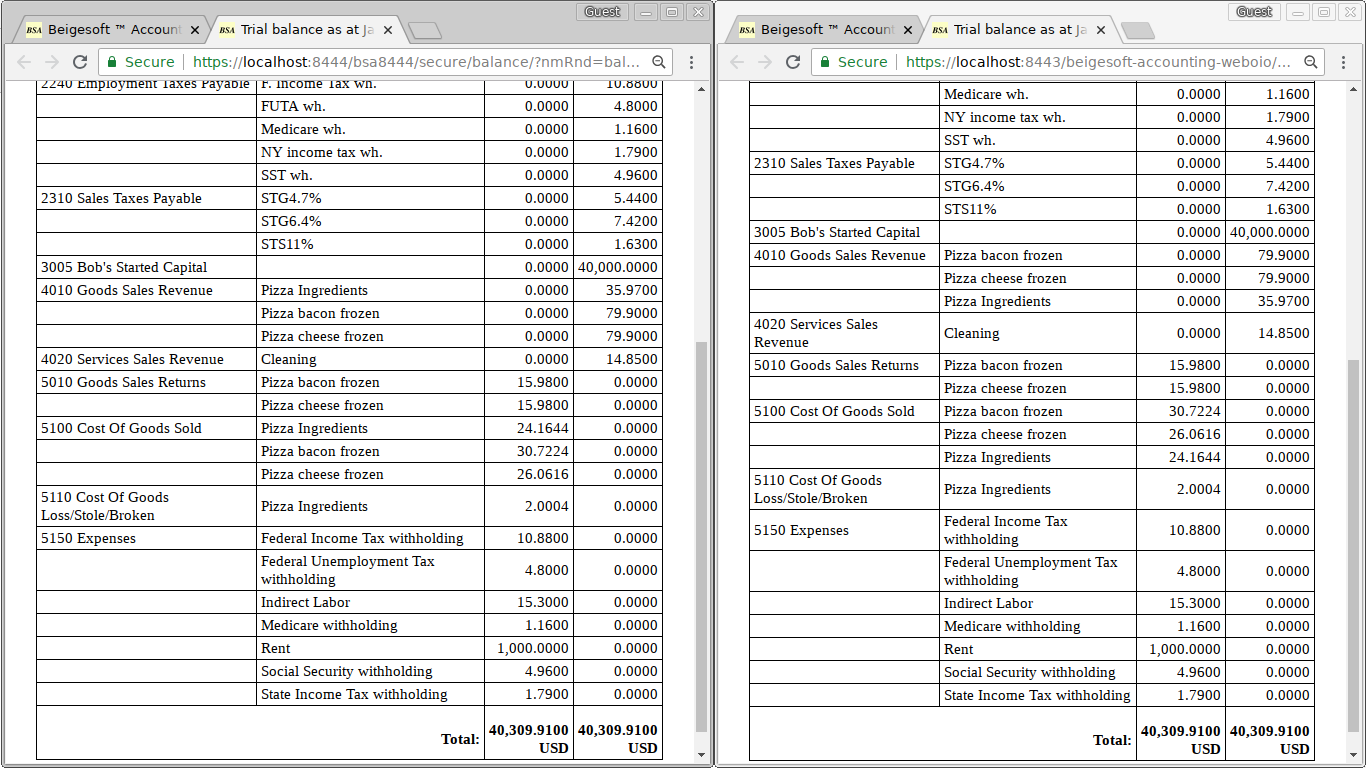 Guest
BSA Beigesoft ™ Accoun
BSA Trial balance as at Ja
Secure https://localhost:8444/bsa8444/secure/balance/?nmRnd=bal...
2240 Employment Taxes Payable F. Income Tax wh. 0.0000 10.8800
FUTA wh. 0.0000 4.8000
Medicare wh. 0.0000 1.1600
NY income tax wh. 0.0000 1.7900
SST wh. 0.0000 4.9600
2310 Sales Taxes Payable STG4.7% 0.0000 5.4400
STG6.4% 0.0000 7.4200
STS11% 0.0000 1.6300
3005 Bob's Started Capital 0.0000 40,000.0000
4010 Goods Sales Revenue Pizza Ingredients 0.0000 35.9700
Pizza bacon frozen 0.0000 79.9000
Pizza cheese frozen 0.0000 79.9000
4020 Services Sales Revenue Cleaning 0.0000 14.8500
5010 Goods Sales Returns Pizza bacon frozen 15.9800 0.0000
Pizza cheese frozen 15.9800 0.0000
5100 Cost Of Goods Sold Pizza Ingredients 24.1644 0.0000
Pizza bacon frozen 30.7224 0.0000
Pizza cheese frozen 26.0616 0.0000
5110 Cost Of Goods
Loss/Stole/Broken Pizza Ingredients 2.0004 0.0000
5150 Expenses Federal Income Tax withholding 10.8800 0.0000
Federal Unemployment Tax
withholding 4.8000 0.0000
Indirect Labor 15.3000 0.0000
Medicare withholding 1.1600 0.0000
Rent 1,000.0000 0.0000
Social Security withholding 4.9600 0.0000
State Income Tax withholding 1.7900 0.0000
Total: 40,309.9100 40,309.9100
USD USD
Guest
BSA Beigesoft ™ Accoun
BSA Trial balance as at Ja
Secure https://localhost:8443/beigesoft-accounting-weboio/...
Medicare wh. 0.0000 1.1600
NY income tax wh. 0.0000 1.7900
SST wh. 0.0000 4.9600
2310 Sales Taxes Payable STG4.7% 0.0000 5.4400
STG6.4% 0.0000 7.4200
STS11% 0.0000 1.6300
3005 Bob's Started Capital 0.0000 40,000.0000
4010 Goods Sales Revenue Pizza bacon frozen 0.0000 79.9000
Pizza cheese frozen 0.0000 79.9000
Pizza Ingredients 0.0000 35.9700
4020 Services Sales
Revenue Cleaning 0.0000 14.8500
5010 Goods Sales Returns Pizza bacon frozen 15.9800 0.0000
Pizza cheese frozen 15.9800 0.0000
5100 Cost Of Goods Sold Pizza bacon frozen 30.7224 0.0000
Pizza cheese frozen 26.0616 0.0000
Pizza Ingredients 24.1644 0.0000
5110 Cost Of Goods
Loss/Stole/Broken Pizza Ingredients 2.0004 0.0000
5150 Expenses Federal Income Tax
withholding 10.8800 0.0000
Federal Unemployment Tax
withholding 4.8000 0.0000
Indirect Labor 15.3000 0.0000
Medicare withholding 1.1600 0.0000
Rent 1,000.0000 0.0000
Social Security withholding 4.9600 0.0000
State Income Tax withholding 1.7900 0.0000
Total: 40,309.9100 40,309.9100
USD USD